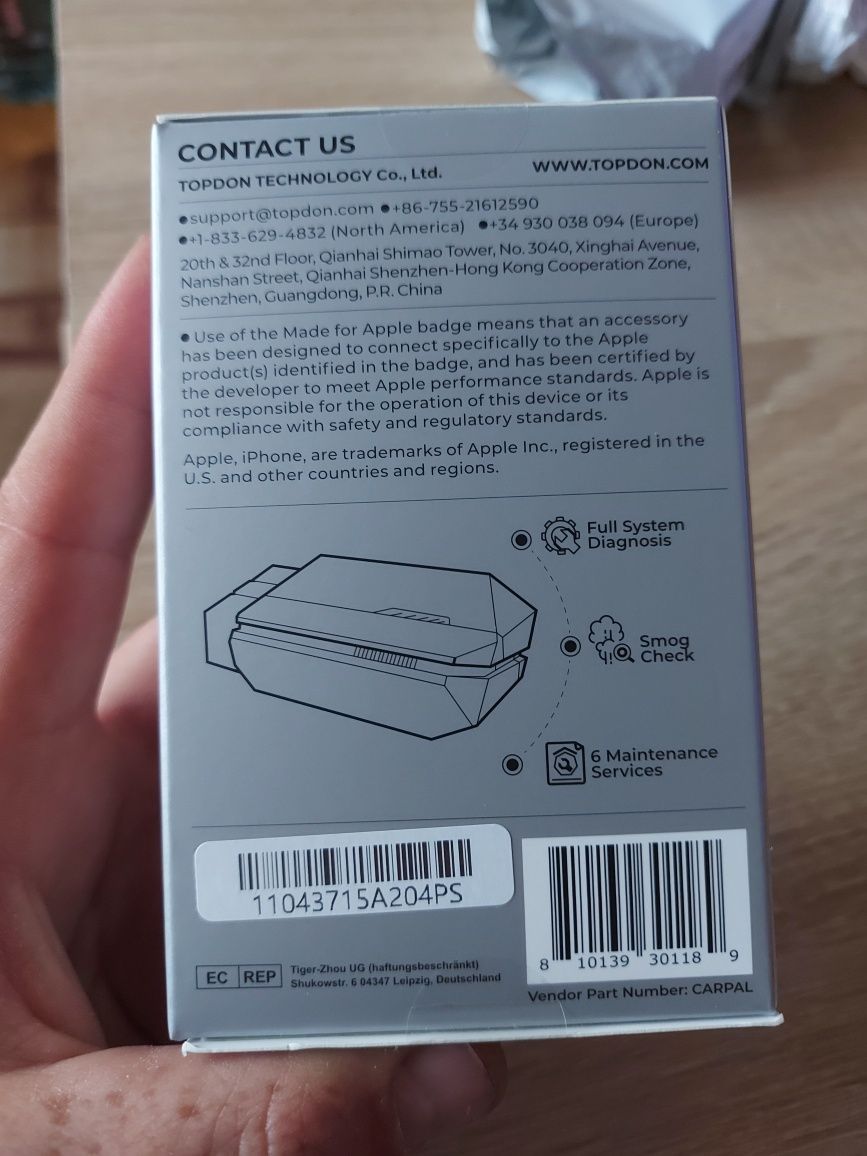 CONTACT US
TOPDON TECHNOLOGY Co., Ltd.
WWW.TOPDON.COM
●support@topdon.com ●+86-755-21612590
●+1-833-629-4832 (North America) ●+34 930 038 094 (Europe)
20th & 32nd Floor, Qianhai Shimao Tower, No. 3040, Xinghai Avenue,
Nanshan Street, Qianhai Shenzhen-Hong Kong Cooperation Zone,
Shenzhen, Guangdong, P.R. China
● Use of the Made for Apple badge means that an accessory
has been designed to connect specifically to the Apple
product(s) identified in the badge, and has been certified by
the developer to meet Apple performance standards. Apple is
not responsible for the operation of this device or its
compliance with safety and regulatory standards.
Apple, iPhone, are trademarks of Apple Inc., registered in the
U.S. and other countries and regions.
Full System
Diagnosis
Smog
Check
6 Maintenance
Services
11043715A204PS
8 10139 30118 9
EC REP
Tiger-Zhou UG (haftungsbeschränkt)
Shukowstr. 6 04347 Leipzig, Deutschland
Vendor Part Number: CARPAL